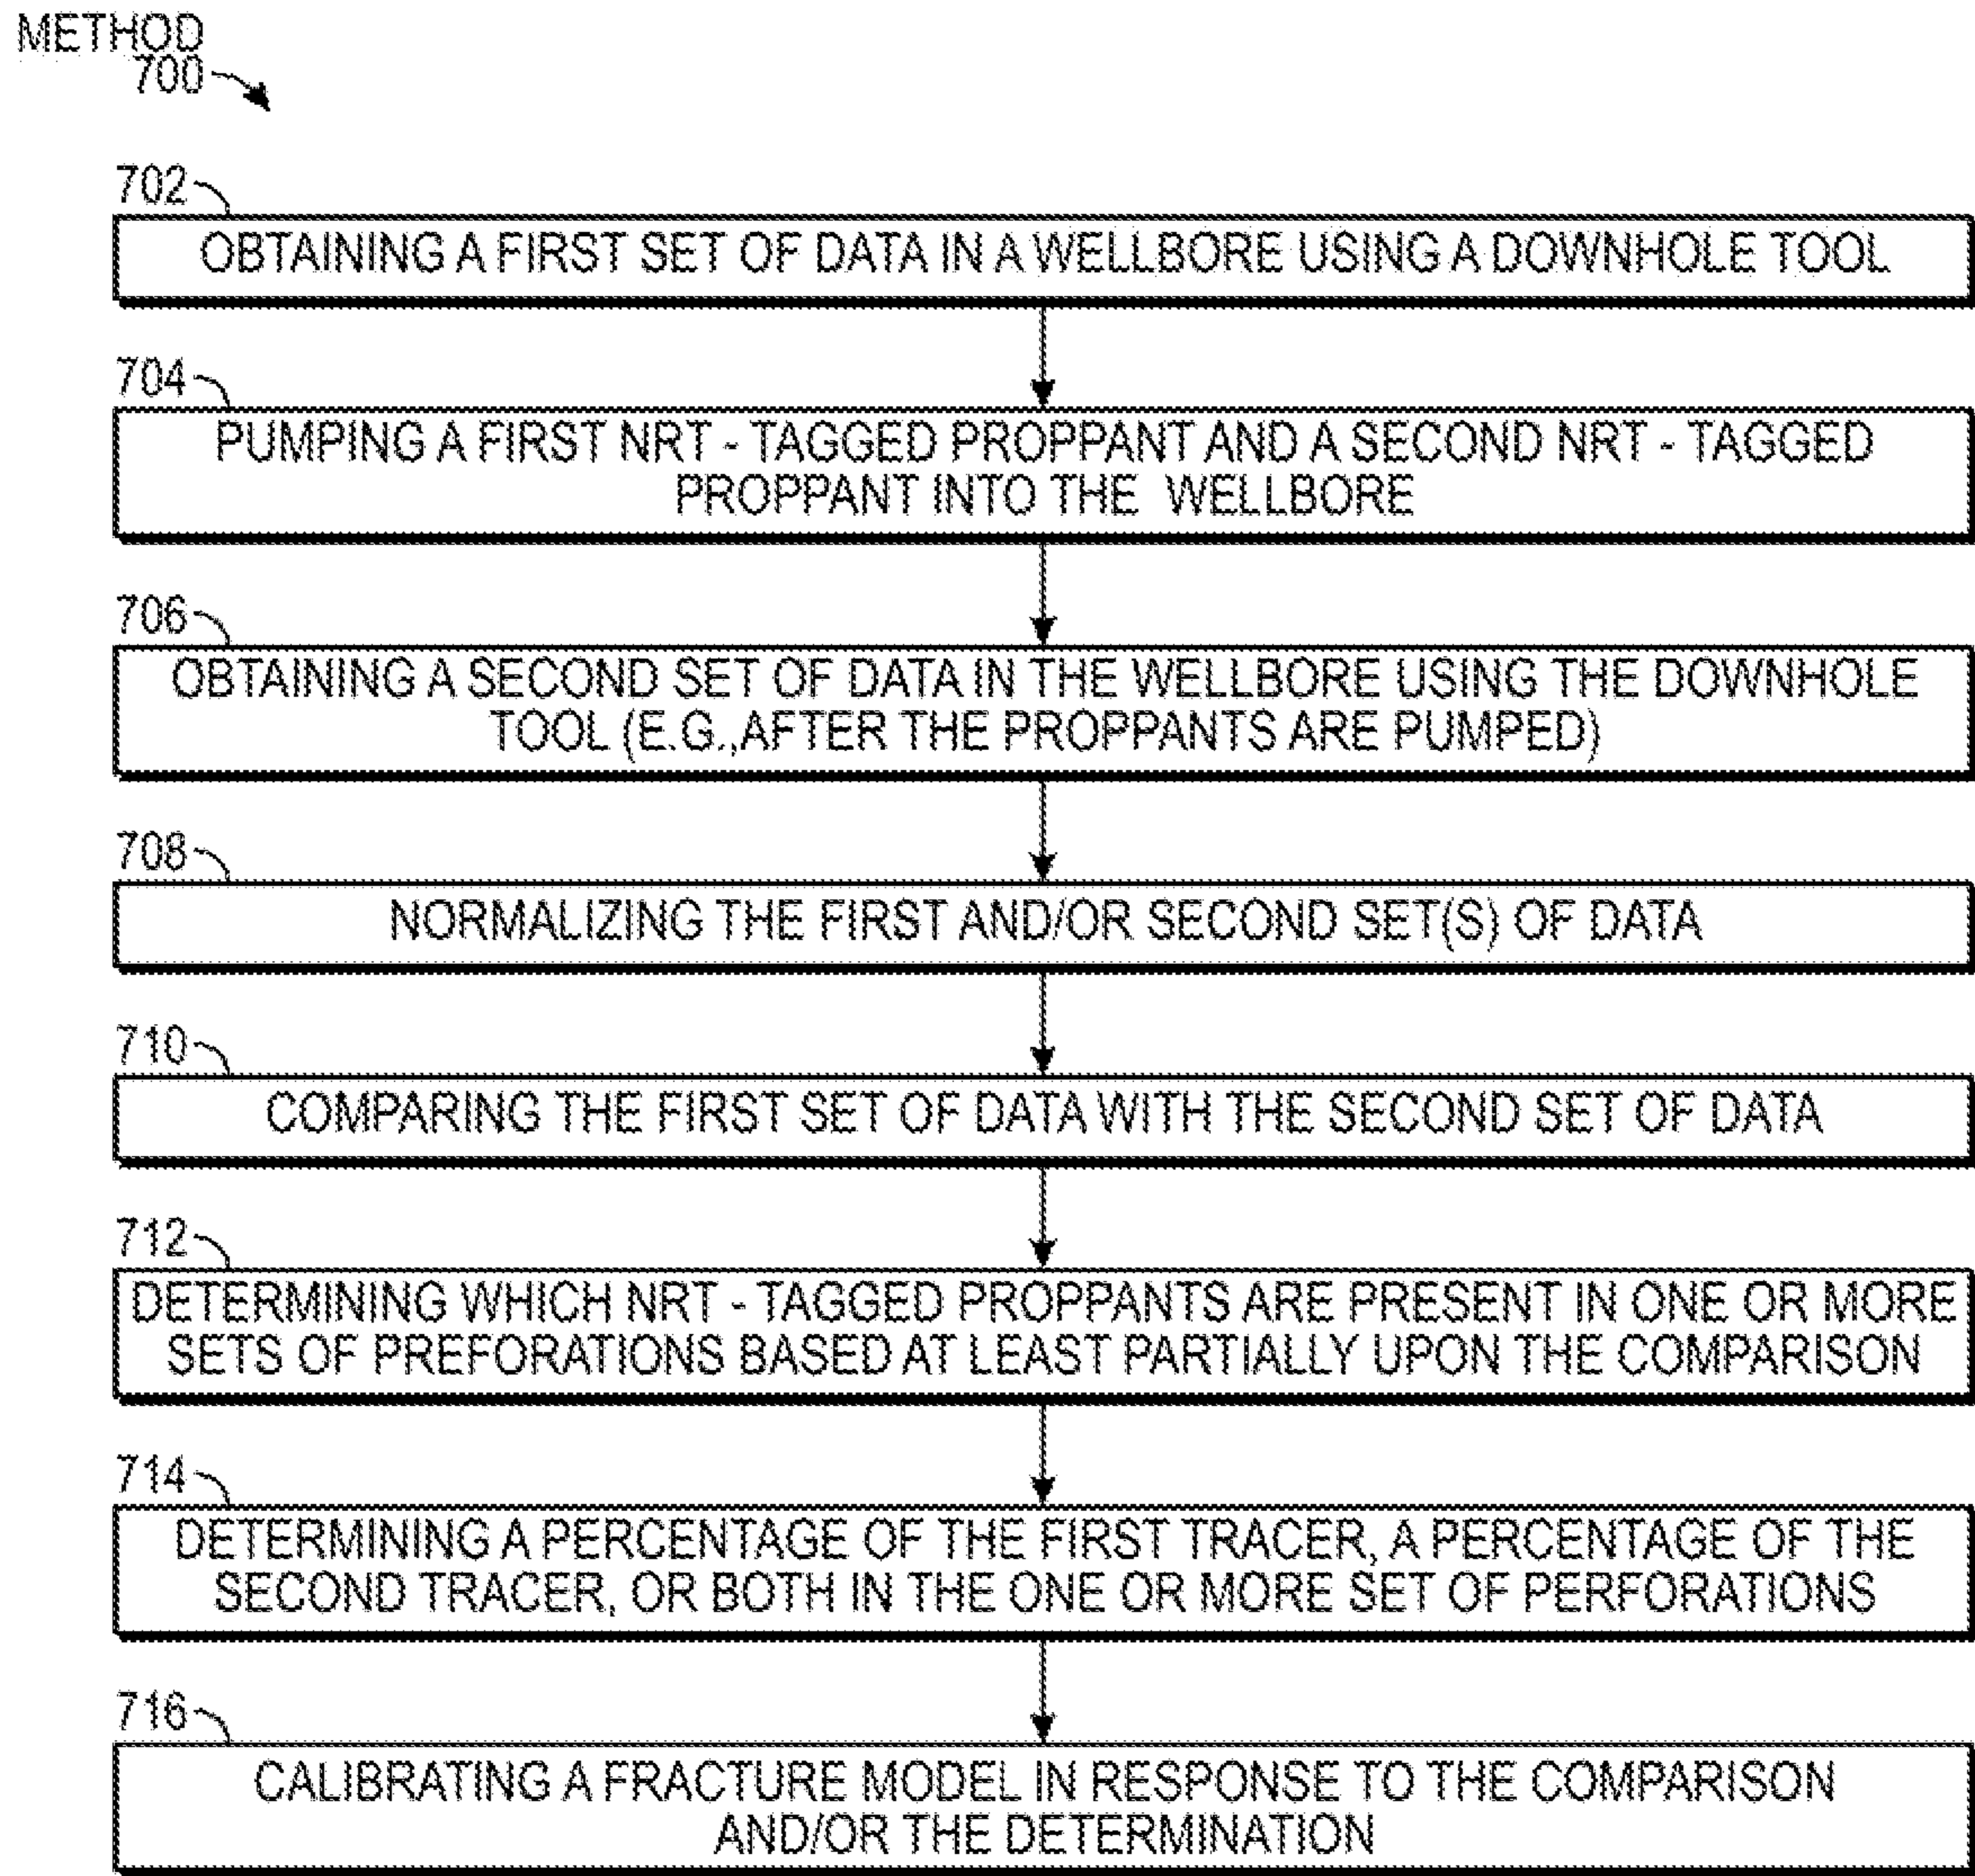 METHOD
700
702
OBTAINING A FIRST SET OF DATA IN A WELLBORE USING A DOWNHOLE TOOL
704
PUMPING A FIRST NRT - TAGGED PROPPANT AND A SECOND NRT - TAGGED
PROPPANT INTO THE WELLBORE
706
OBTAINING A SECOND SET OF DATA IN THE WELLBORE USING THE DOWNHOLE
TOOL (E.G.,AFTER THE PROPPANTS ARE PUMPED)
708
NORMALIZING THE FIRST AND/OR SECOND SET(S) OF DATA
710
COMPARING THE FIRST SET OF DATA WITH THE SECOND SET OF DATA
712
DETERMINING WHICH NRT - TAGGED PROPPANTS ARE PRESENT IN ONE OR MORE
SETS OF PREFORATIONS BASED AT LEAST PARTIALLY UPON THE COMPARISON
714
DETERMINING A PERCENTAGE OF THE FIRST TRACER, A PERCENTAGE OF THE
SECOND TRACER, OR BOTH IN THE ONE OR MORE SET OF PERFORATIONS
716
CALIBRATING A FRACTURE MODEL IN RESPONSE TO THE COMPARISON
AND/OR THE DETERMINATION